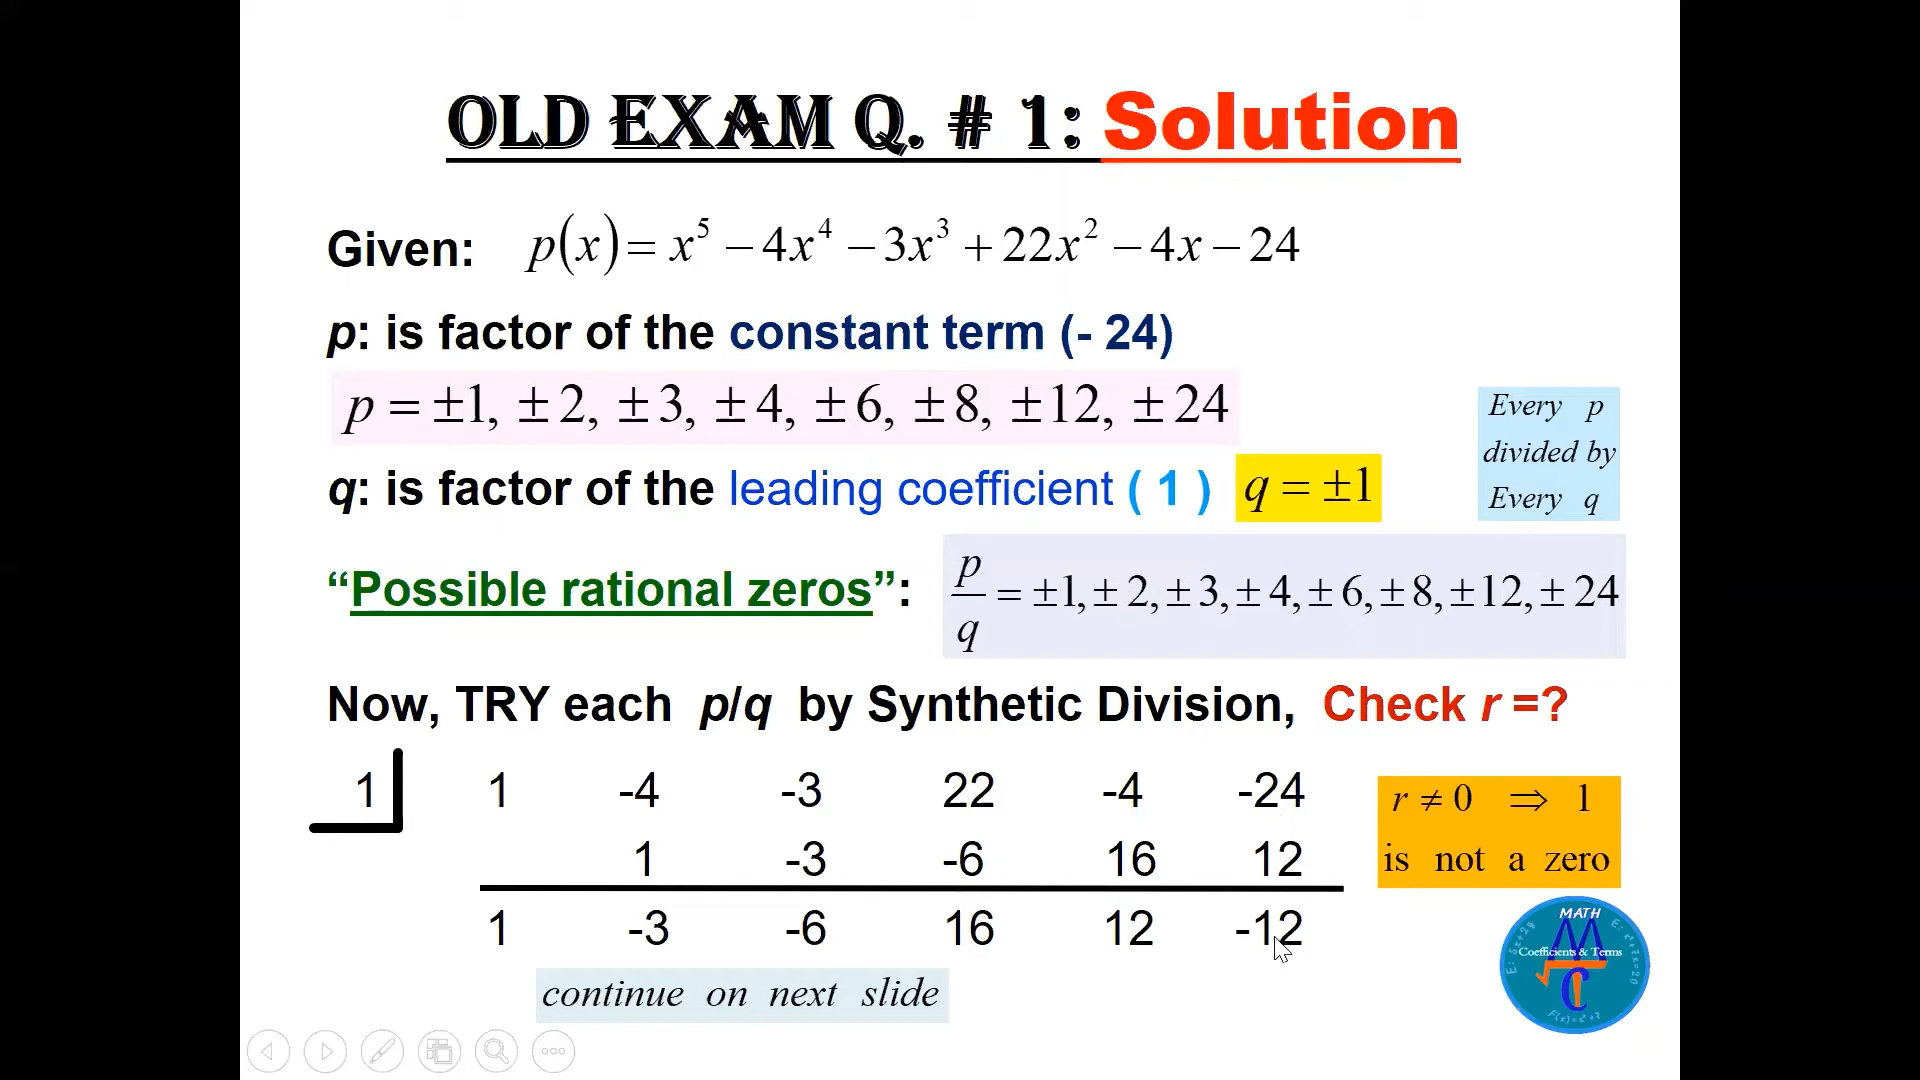 OLD EXAM Q. # 1: Solution
Given: p(x) = x⁵ − 4x⁴ − 3x³ + 22x² − 4x − 24
p: is factor of the constant term (- 24)
p = ±1, ± 2, ± 3, ± 4, ± 6, ± 8, ± 12, ± 24
Every p
divided by
Every q
q: is factor of the leading coefficient ( 1 ) q = ±1
“Possible rational zeros”: p/q = ±1, ± 2, ± 3, ± 4, ± 6, ± 8, ± 12, ± 24
Now, TRY each p/q by Synthetic Division, Check r =?
1 1 -4 -3 22 -4 -24
1 -3 -6 16 12
1 -3 -6 16 12 -12
r ≠ 0 ⇒ 1
is not a zero
continue on next slide
MATH
Coefficients & Terms